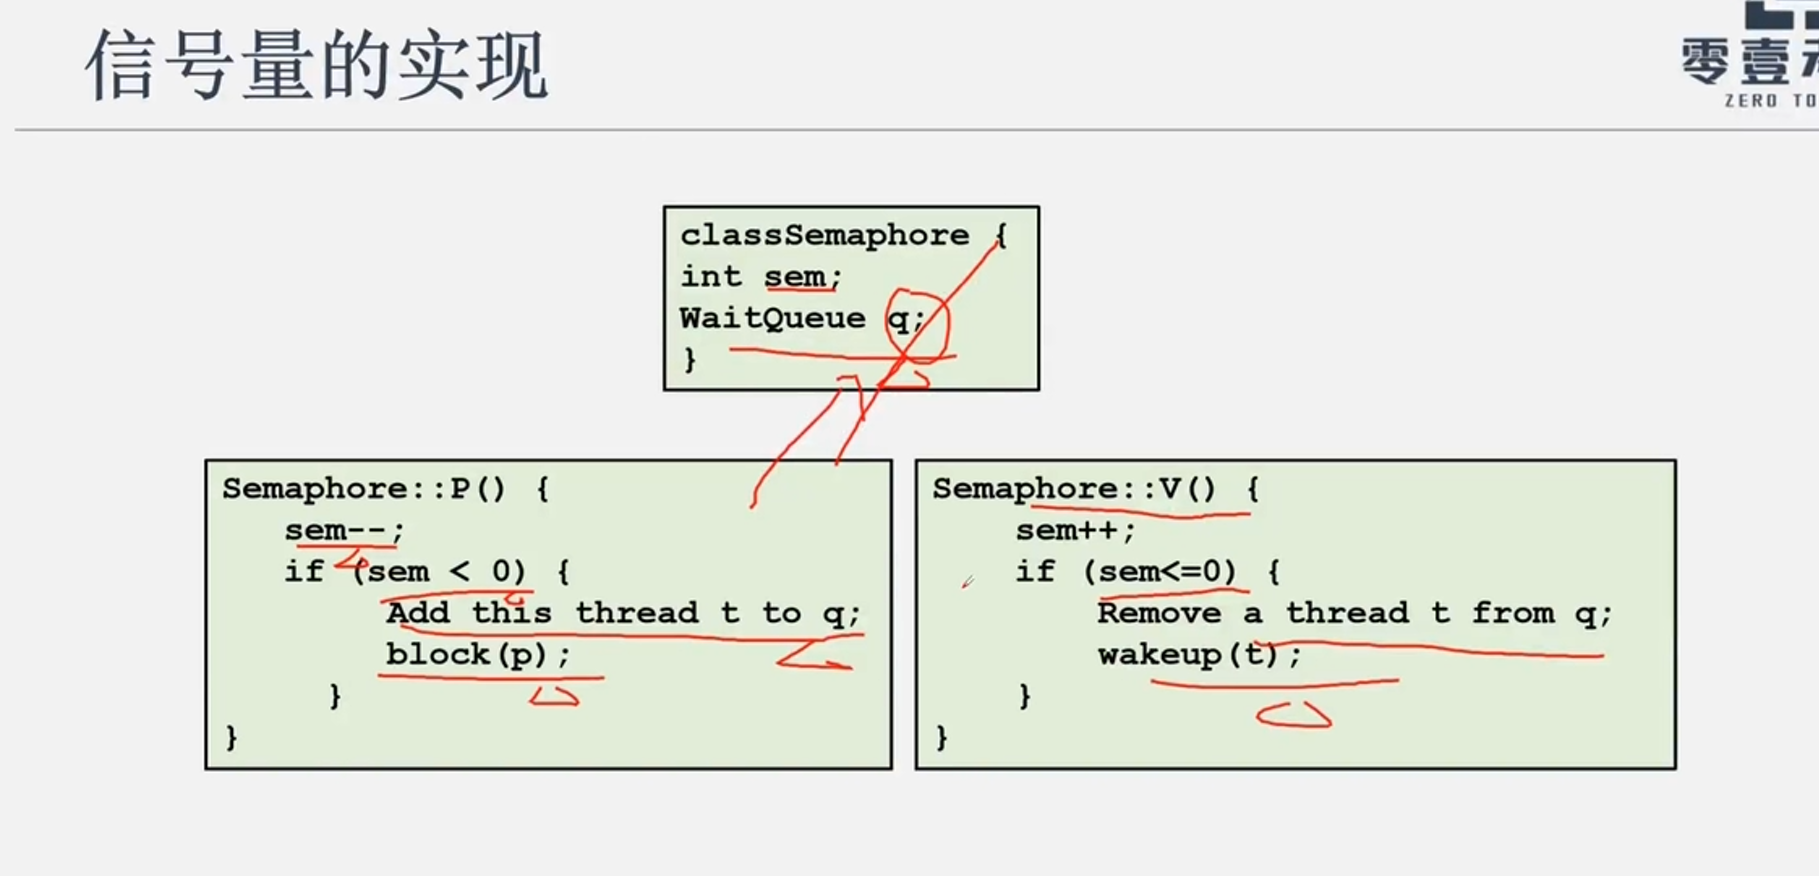 信号量的实现
零壹
ZERO TO
classSemaphore {
int sem;
WaitQueue q;
}
Semaphore::P() {
sem--;
if (sem < 0) {
Add this thread t to q;
block(p);
}
}
Semaphore::V() {
sem++;
if (sem<=0) {
Remove a thread t from q;
wakeup(t);
}
}